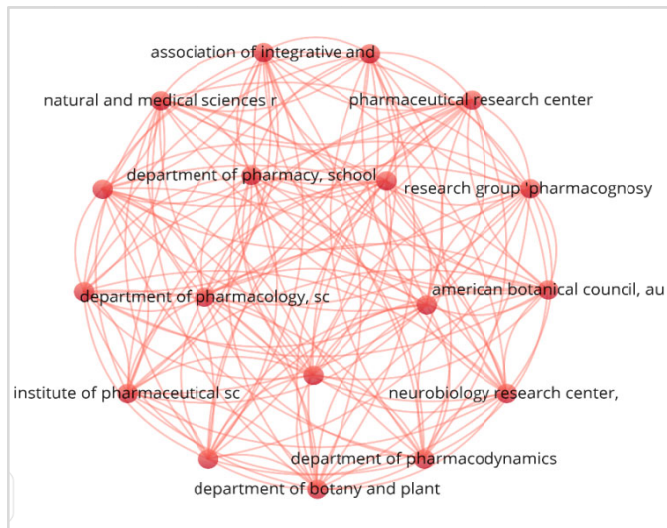 association of integrative and
natural and medical sciences r
pharmaceutical research center
department of pharmacy, school
research group 'pharmacognosy
department of pharmacology, sc
american botanical council, au
institute of pharmaceutical sc
neurobiology research center,
department of pharmacodynamics
department of botany and plant